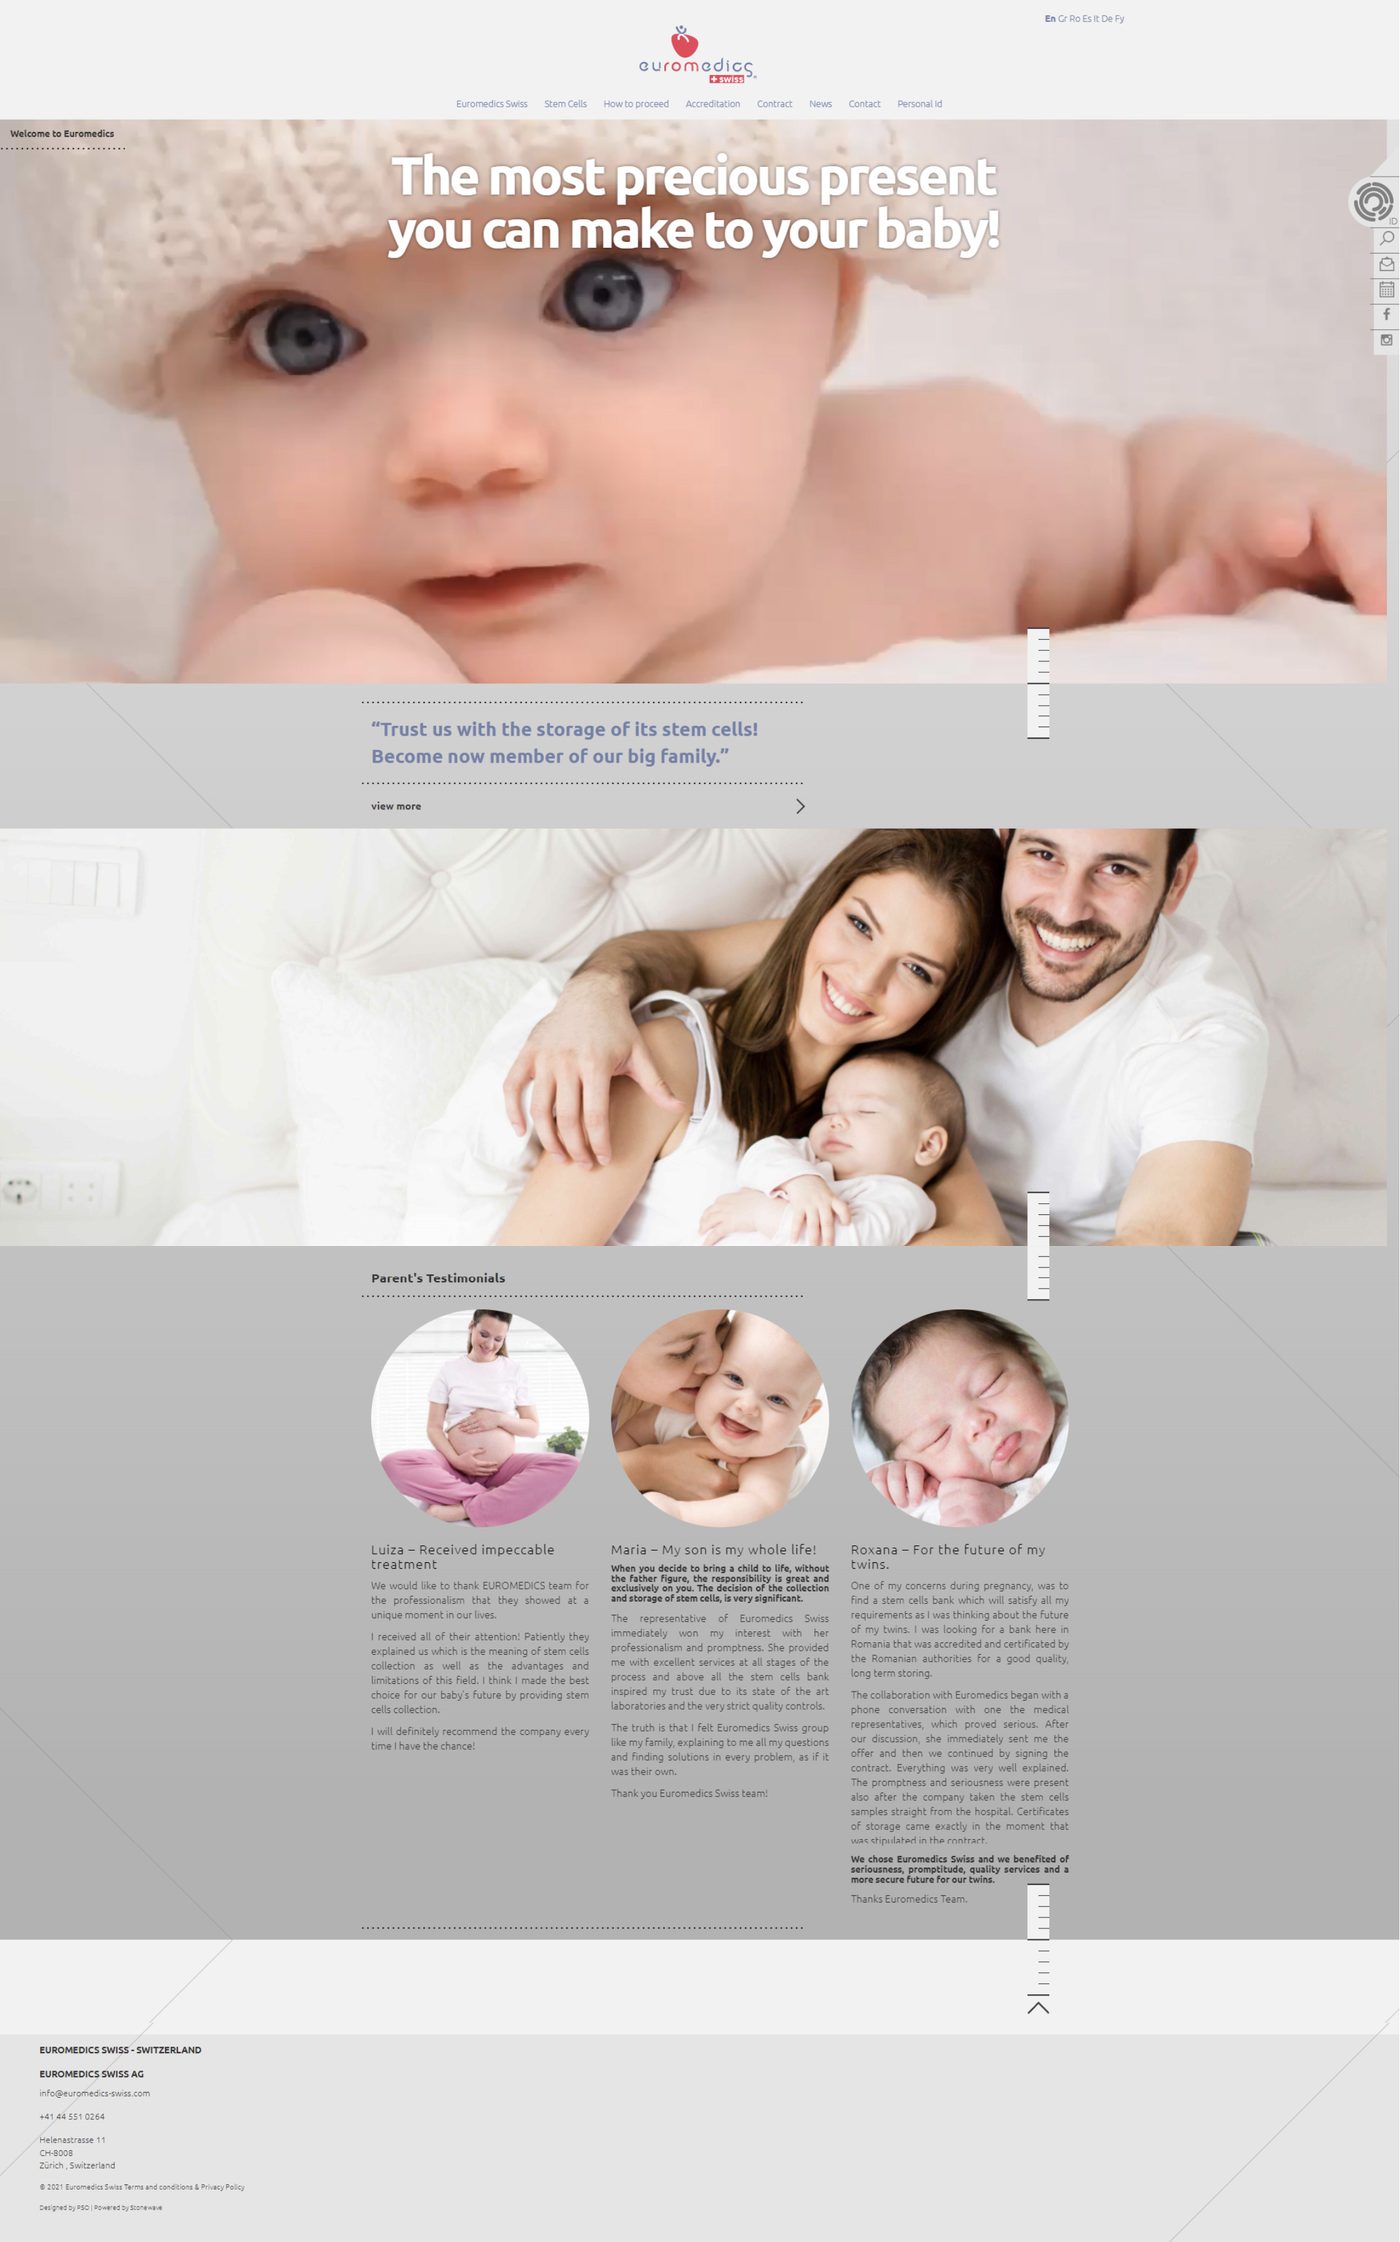 En Gr Ro Es It De Fy
euromedics
swiss
Euromedics Swiss Stem Cells How to proceed Accreditation Contract News Contact Personal Id
Welcome to Euromedics
The most precious present
you can make to your baby!
ID
“Trust us with the storage of its stem cells!
Become now member of our big family.”
view more
Parent's Testimonials
Luiza – Received impeccable
treatment
We would like to thank EUROMEDICS team for
the professionalism that they showed at a
unique moment in our lives.
I received all of their attention! Patiently they
explained us which is the meaning of stem cells
collection as well as the advantages and
limitations of this field. I think I made the best
choice for our baby's future by providing stem
cells collection.
I will definitely recommend the company every
time I have the chance!
Maria – My son is my whole life!
When you decide to bring a child to life, without
the father figure, the responsibility is great and
exclusively on you. The decision of the collection
and storage of stem cells, is very significant.
The representative of Euromedics Swiss
immediately won my interest with her
professionalism and promptness. She provided
me with excellent services at all stages of the
process and above all the stem cells bank
inspired my trust due to its state of the art
laboratories and the very strict quality controls.
The truth is that I felt Euromedics Swiss group
like my family, explaining to me all my questions
and finding solutions in every problem, as if it
was their own.
Thank you Euromedics Swiss team!
Roxana – For the future of my
twins.
One of my concerns during pregnancy, was to
find a stem cells bank which will satisfy all my
requirements as I was thinking about the future
of my twins. I was looking for a bank here in
Romania that was accredited and certificated by
the Romanian authorities for a good quality,
long term storing.
The collaboration with Euromedics began with a
phone conversation with one the medical
representatives, which proved serious. After
our discussion, she immediately sent me the
offer and then we continued by signing the
contract. Everything was very well explained.
The promptness and seriousness were present
also after the company taken the stem cells
samples straight from the hospital. Certificates
of storage came exactly in the moment that
was stipulated in the contract.
We chose Euromedics Swiss and we benefited of
seriousness, promptitude, quality services and a
more secure future for our twins.
Thanks Euromedics Team.
EUROMEDICS SWISS - SWITZERLAND
EUROMEDICS SWISS AG
info@euromedics-swiss.com
+41 44 551 0264
Helenastrasse 11
CH-8008
Zürich , Switzerland
© 2021 Euromedics Swiss Terms and conditions & Privacy Policy
Designed by PSD | Powered by Stonewave